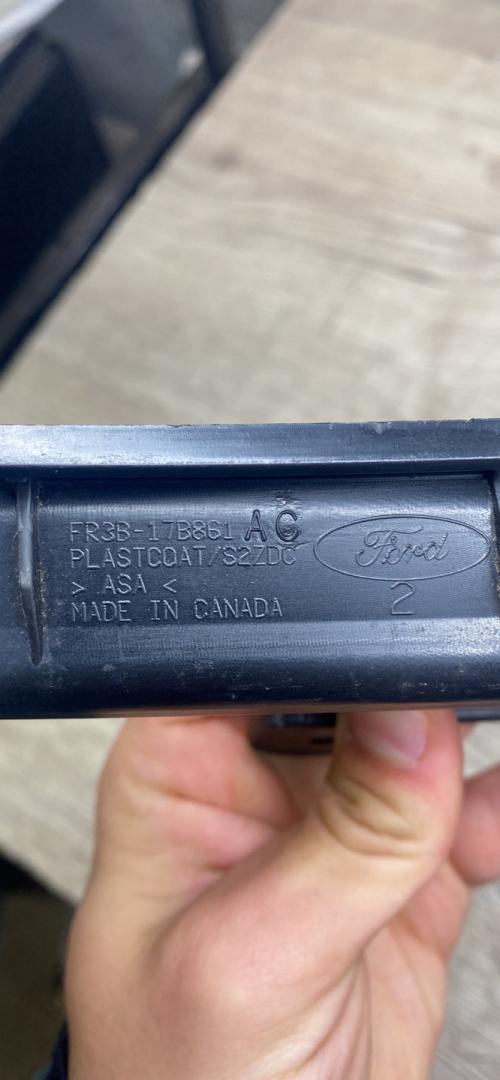 FR3B-17B861 AC
PLASTCOAT/S2ZDC
> ASA <
MADE IN CANADA
Ford
2